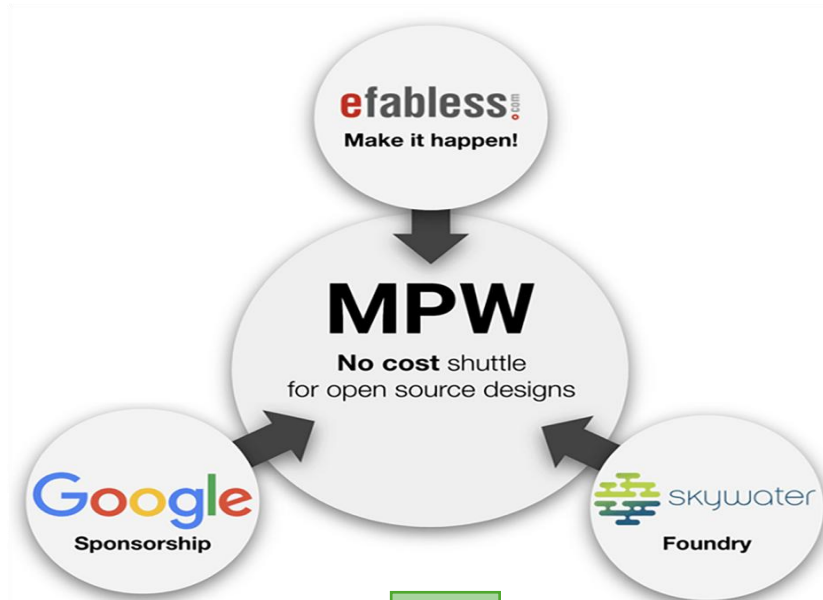 efabless.com
Make it happen!
MPW
No cost shuttle
for open source designs
Google
Sponsorship
skywater
Foundry